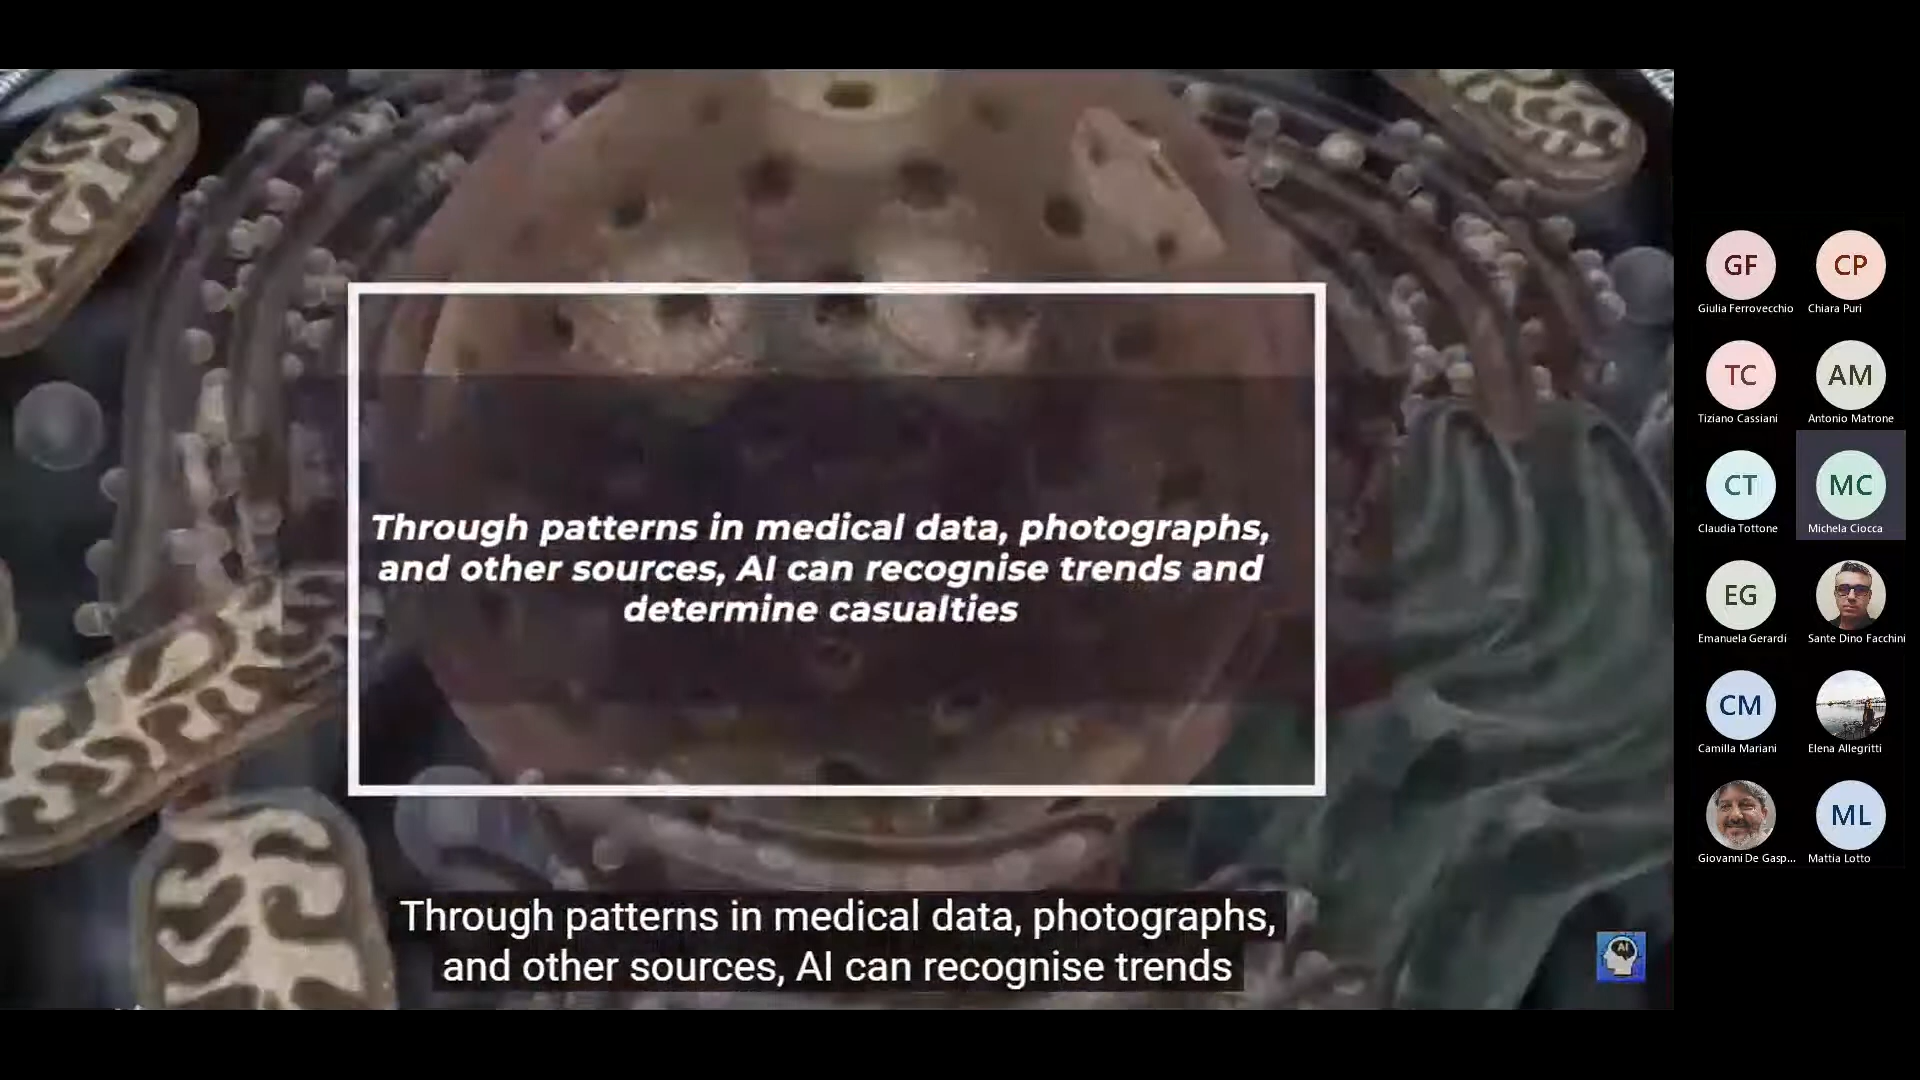 Through patterns in medical data, photographs,
and other sources, AI can recognise trends and
determine casualties
Through patterns in medical data, photographs,
and other sources, AI can recognise trends
AI
GF
Giulia Ferrovecchio
CP
Chiara Puri
TC
Tiziano Cassiani
AM
Antonio Matrone
CT
Claudia Tottone
MC
Michela Ciocca
EG
Emanuela Gerardi
Sante Dino Facchini
CM
Camilla Mariani
Elena Allegritti
Giovanni De Gasp...
ML
Mattia Lotto